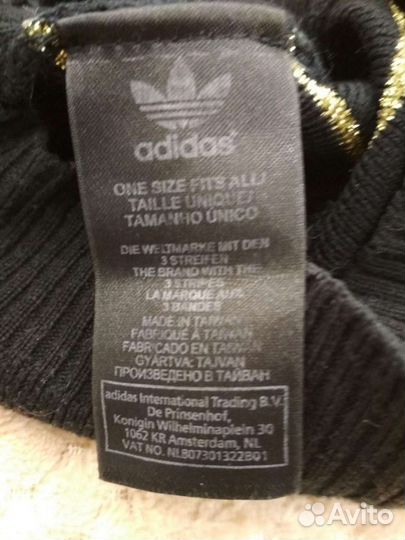 adidas
ONE SIZE FITS ALL/
TAILLE UNIQUE/
TAMANHO ÚNICO
DIE WELTMARKE MIT DEN
3 STREIFEN
THE BRAND WITH THE
3 STRIPES
LA MARQUE AUX
3 BANDES
MADE IN TAIWAN
FABRIQUÉ À TAIWAN
FABRICADO EN TAIWAN
GYÁRTVA: TAJVAN
ПРОИЗВЕДЕНО В ТАЙВАН
adidas International Trading B.V.
De Prinsenhof,
Konigin Wilhelminaplein 30
1062 KR Amsterdam, NL
VAT NO. NL807301322B01
Avito